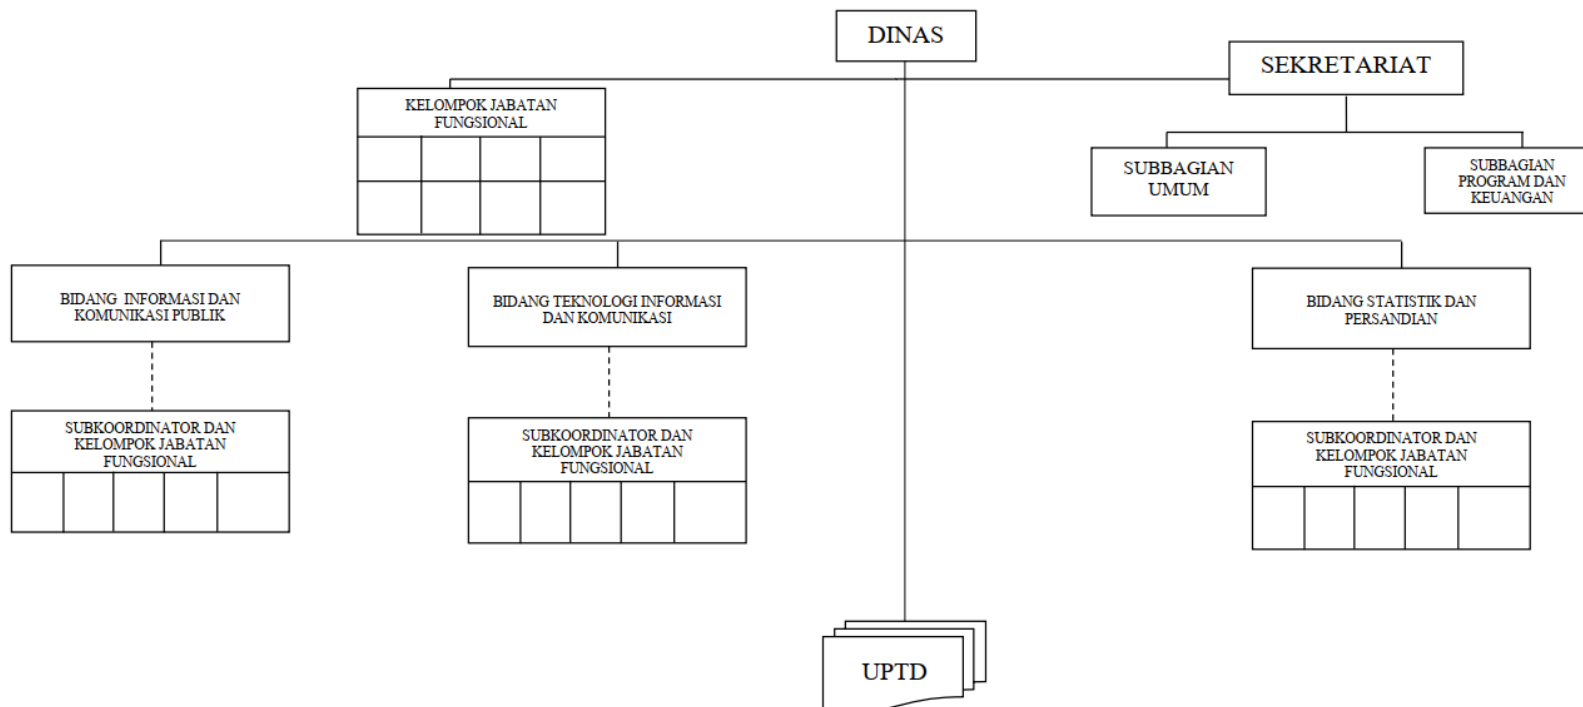 DINAS
SEKRETARIAT
KELOMPOK JABATAN
FUNGSIONAL
SUBBAGIAN
UMUM
SUBBAGIAN
PROGRAM DAN
KEUANGAN
BIDANG INFORMASI DAN
KOMUNIKASI PUBLIK
BIDANG TEKNOLOGI INFORMASI
DAN KOMUNIKASI
BIDANG STATISTIK DAN
PERSANDIAN
SUBKOORDINATOR DAN
KELOMPOK JABATAN
FUNGSIONAL
SUBKOORDINATOR DAN
KELOMPOK JABATAN
FUNGSIONAL
SUBKOORDINATOR DAN
KELOMPOK JABATAN
FUNGSIONAL
UPTD